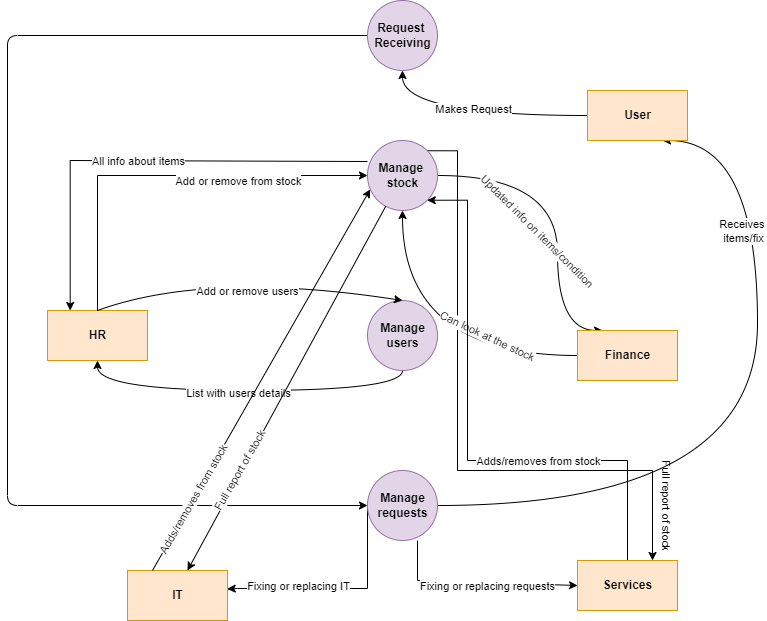 Request
Receiving
Makes Request
User
All info about items
Manage
stock
Add or remove from stock
Updated info on items/condition
Receives
items/fix
Add or remove users
HR
Manage
users
Can look at the stock
Finance
List with users details
Adds/removes from stock
Full report of stock
Adds/removes from stock
Full report of stock
Manage
requests
Fixing or replacing IT
Fixing or replacing requests
IT
Services